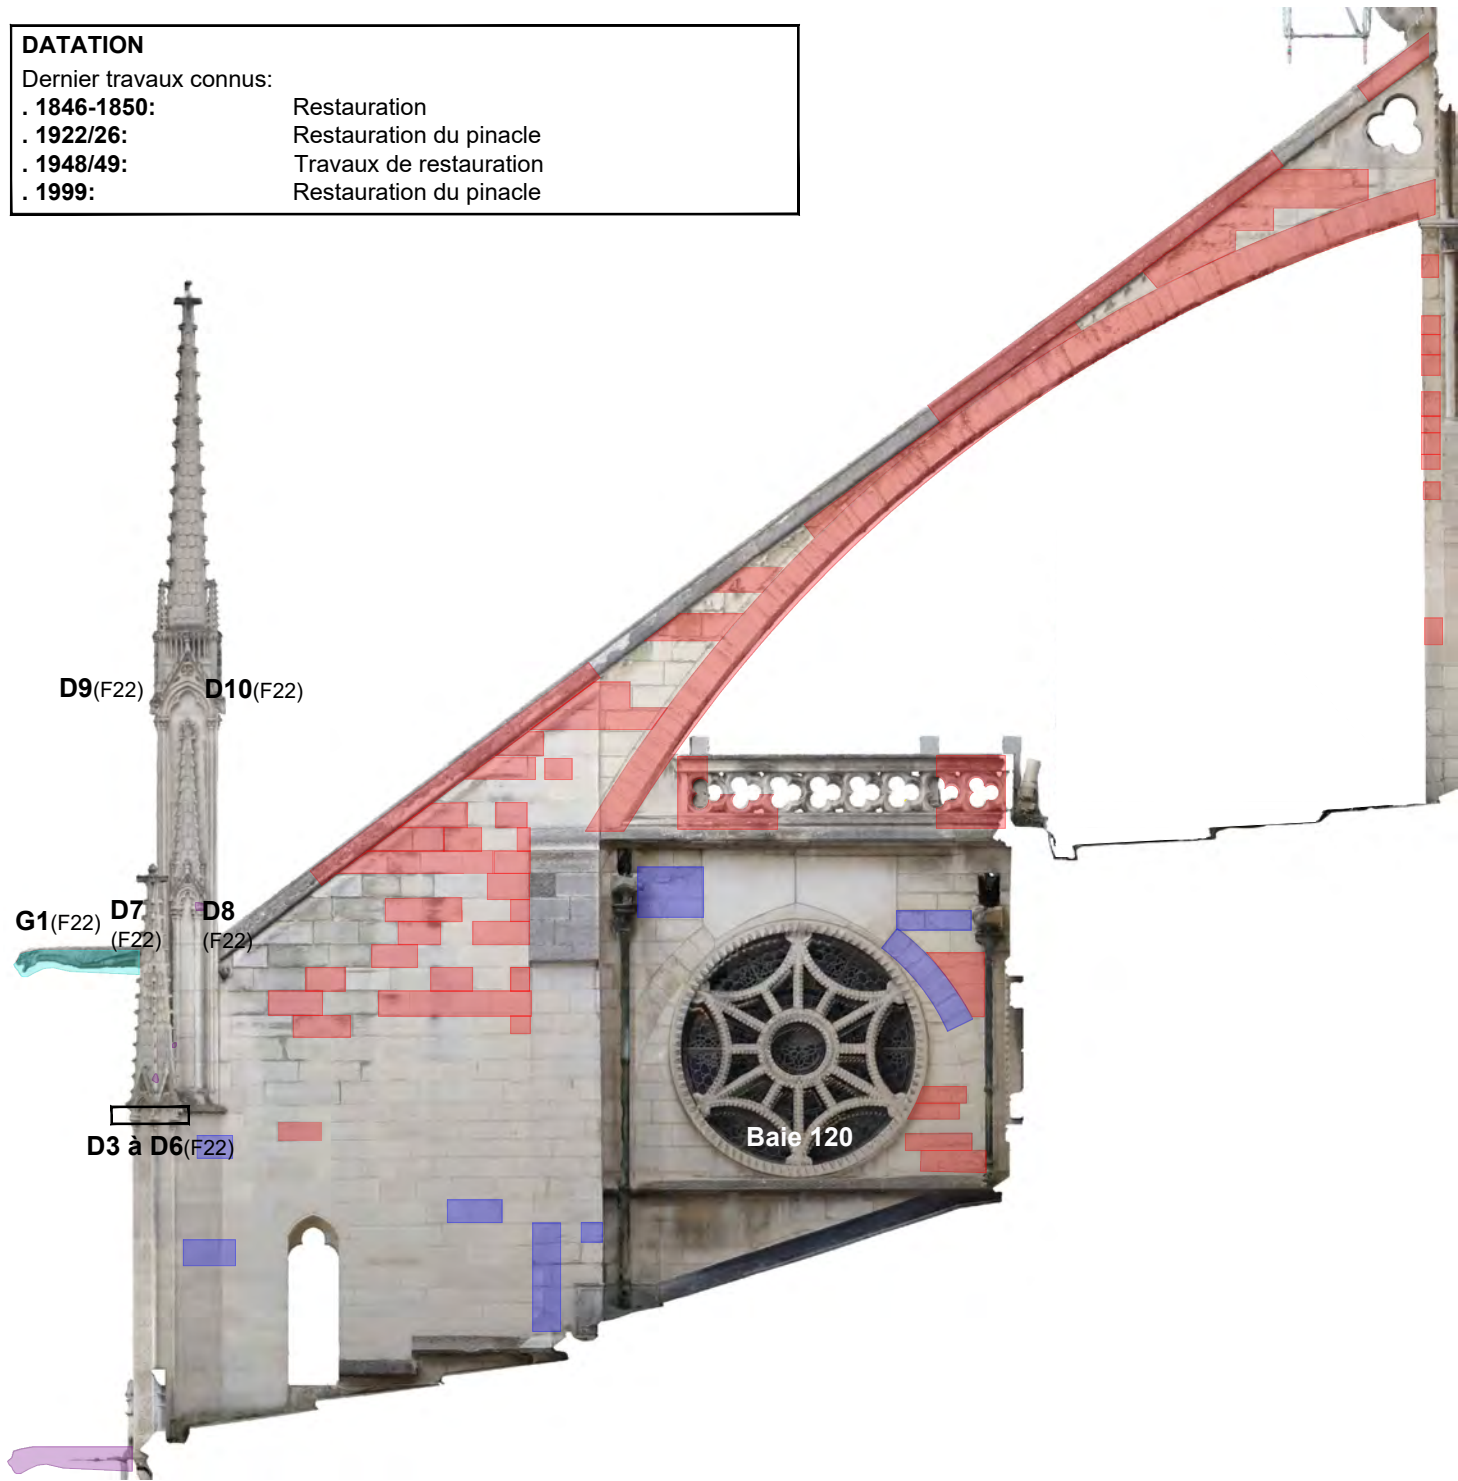 DATATION
Dernier travaux connus:
. 1846-1850: Restauration
. 1922/26: Restauration du pinacle
. 1948/49: Travaux de restauration
. 1999: Restauration du pinacle
D9(F22) D10(F22)
G1(F22) D7 (F22) D8 (F22)
D3 à D6(F22)
Baie 120